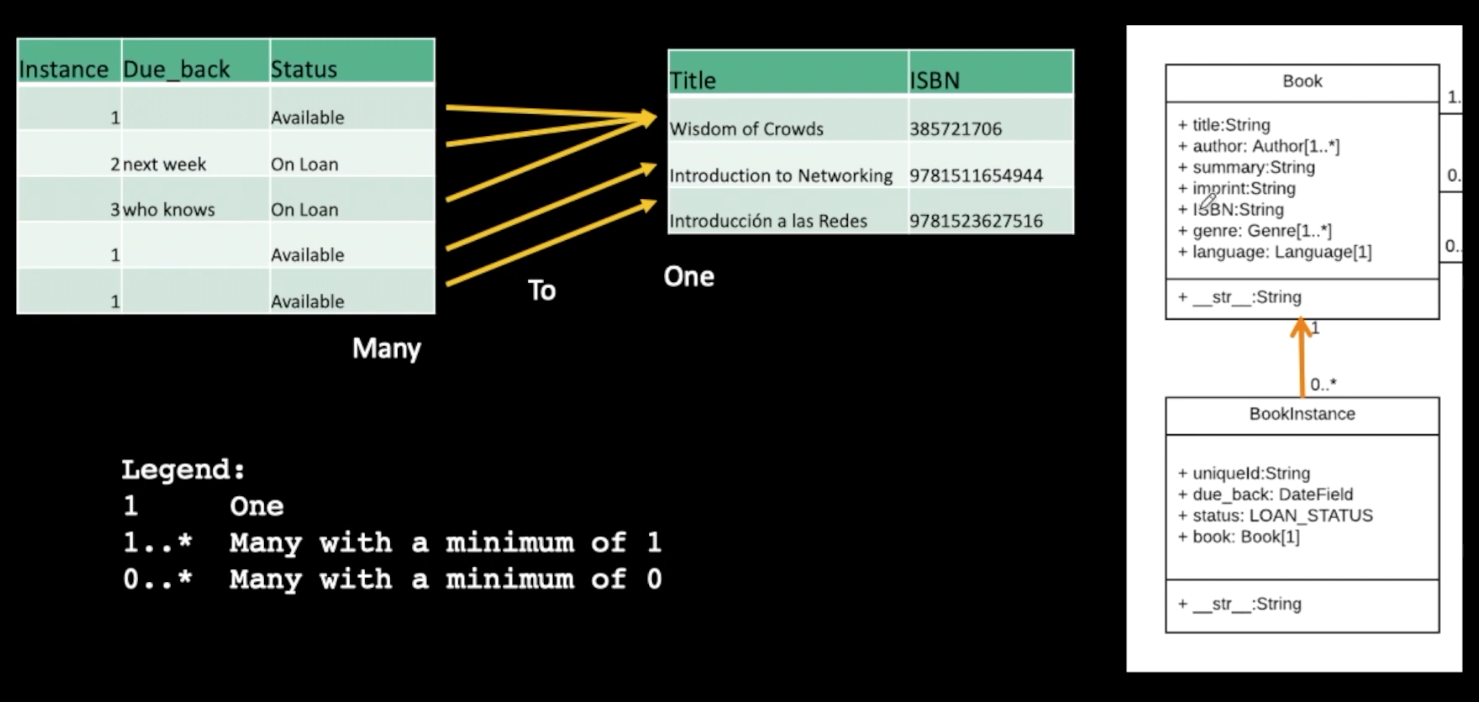 Instance Due_back Status
1 Available
2 next week On Loan
3 who knows On Loan
1 Available
1 Available
Many
To
Title ISBN
Wisdom of Crowds 385721706
Introduction to Networking 9781511654944
Introducción a las Redes 9781523627516
One
Legend:
1 One
1..* Many with a minimum of 1
0..* Many with a minimum of 0
Book
+ title:String
+ author: Author[1..*]
+ summary:String
+ imprint:String
+ ISBN:String
+ genre: Genre[1..*]
+ language: Language[1]
+ __str__:String
1.
0.
0..
1
0..*
BookInstance
+ uniqueId:String
+ due_back: DateField
+ status: LOAN_STATUS
+ book: Book[1]
+ __str__:String